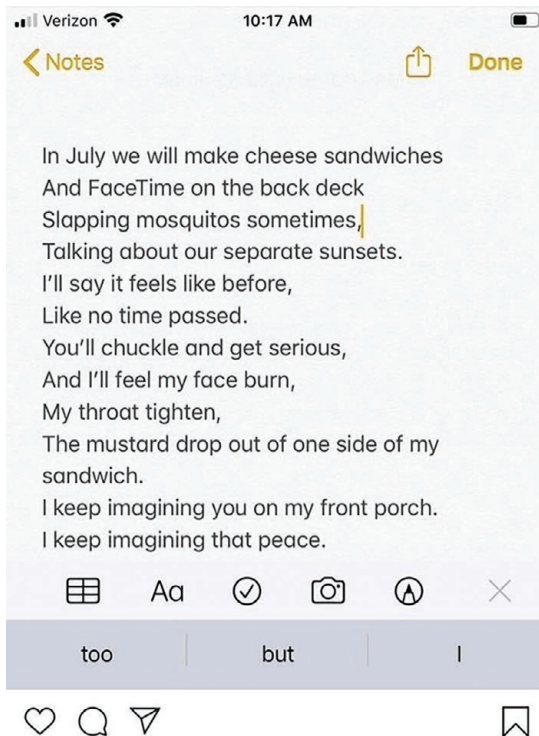 Verizon 10:17 AM
Notes Done
In July we will make cheese sandwiches
And FaceTime on the back deck
Slapping mosquitos sometimes,
Talking about our separate sunsets.
I'll say it feels like before,
Like no time passed.
You'll chuckle and get serious,
And I'll feel my face burn,
My throat tighten,
The mustard drop out of one side of my
sandwich.
I keep imagining you on my front porch.
I keep imagining that peace.
Aa
too but I